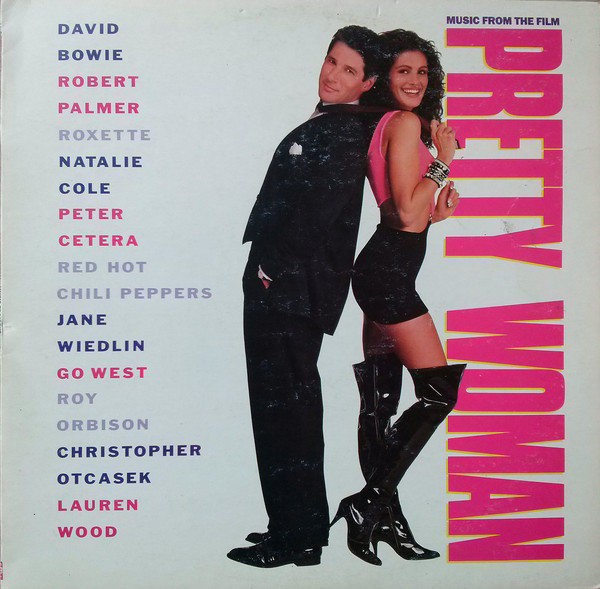 DAVID
BOWIE
ROBERT
PALMER
ROXETTE
NATALIE
COLE
PETER
CETERA
RED HOT
CHILI PEPPERS
JANE
WIEDLIN
GO WEST
ROY
ORBISON
CHRISTOPHER
OTCASEK
LAUREN
WOOD
MUSIC FROM THE FILM
PRETTY WOMAN